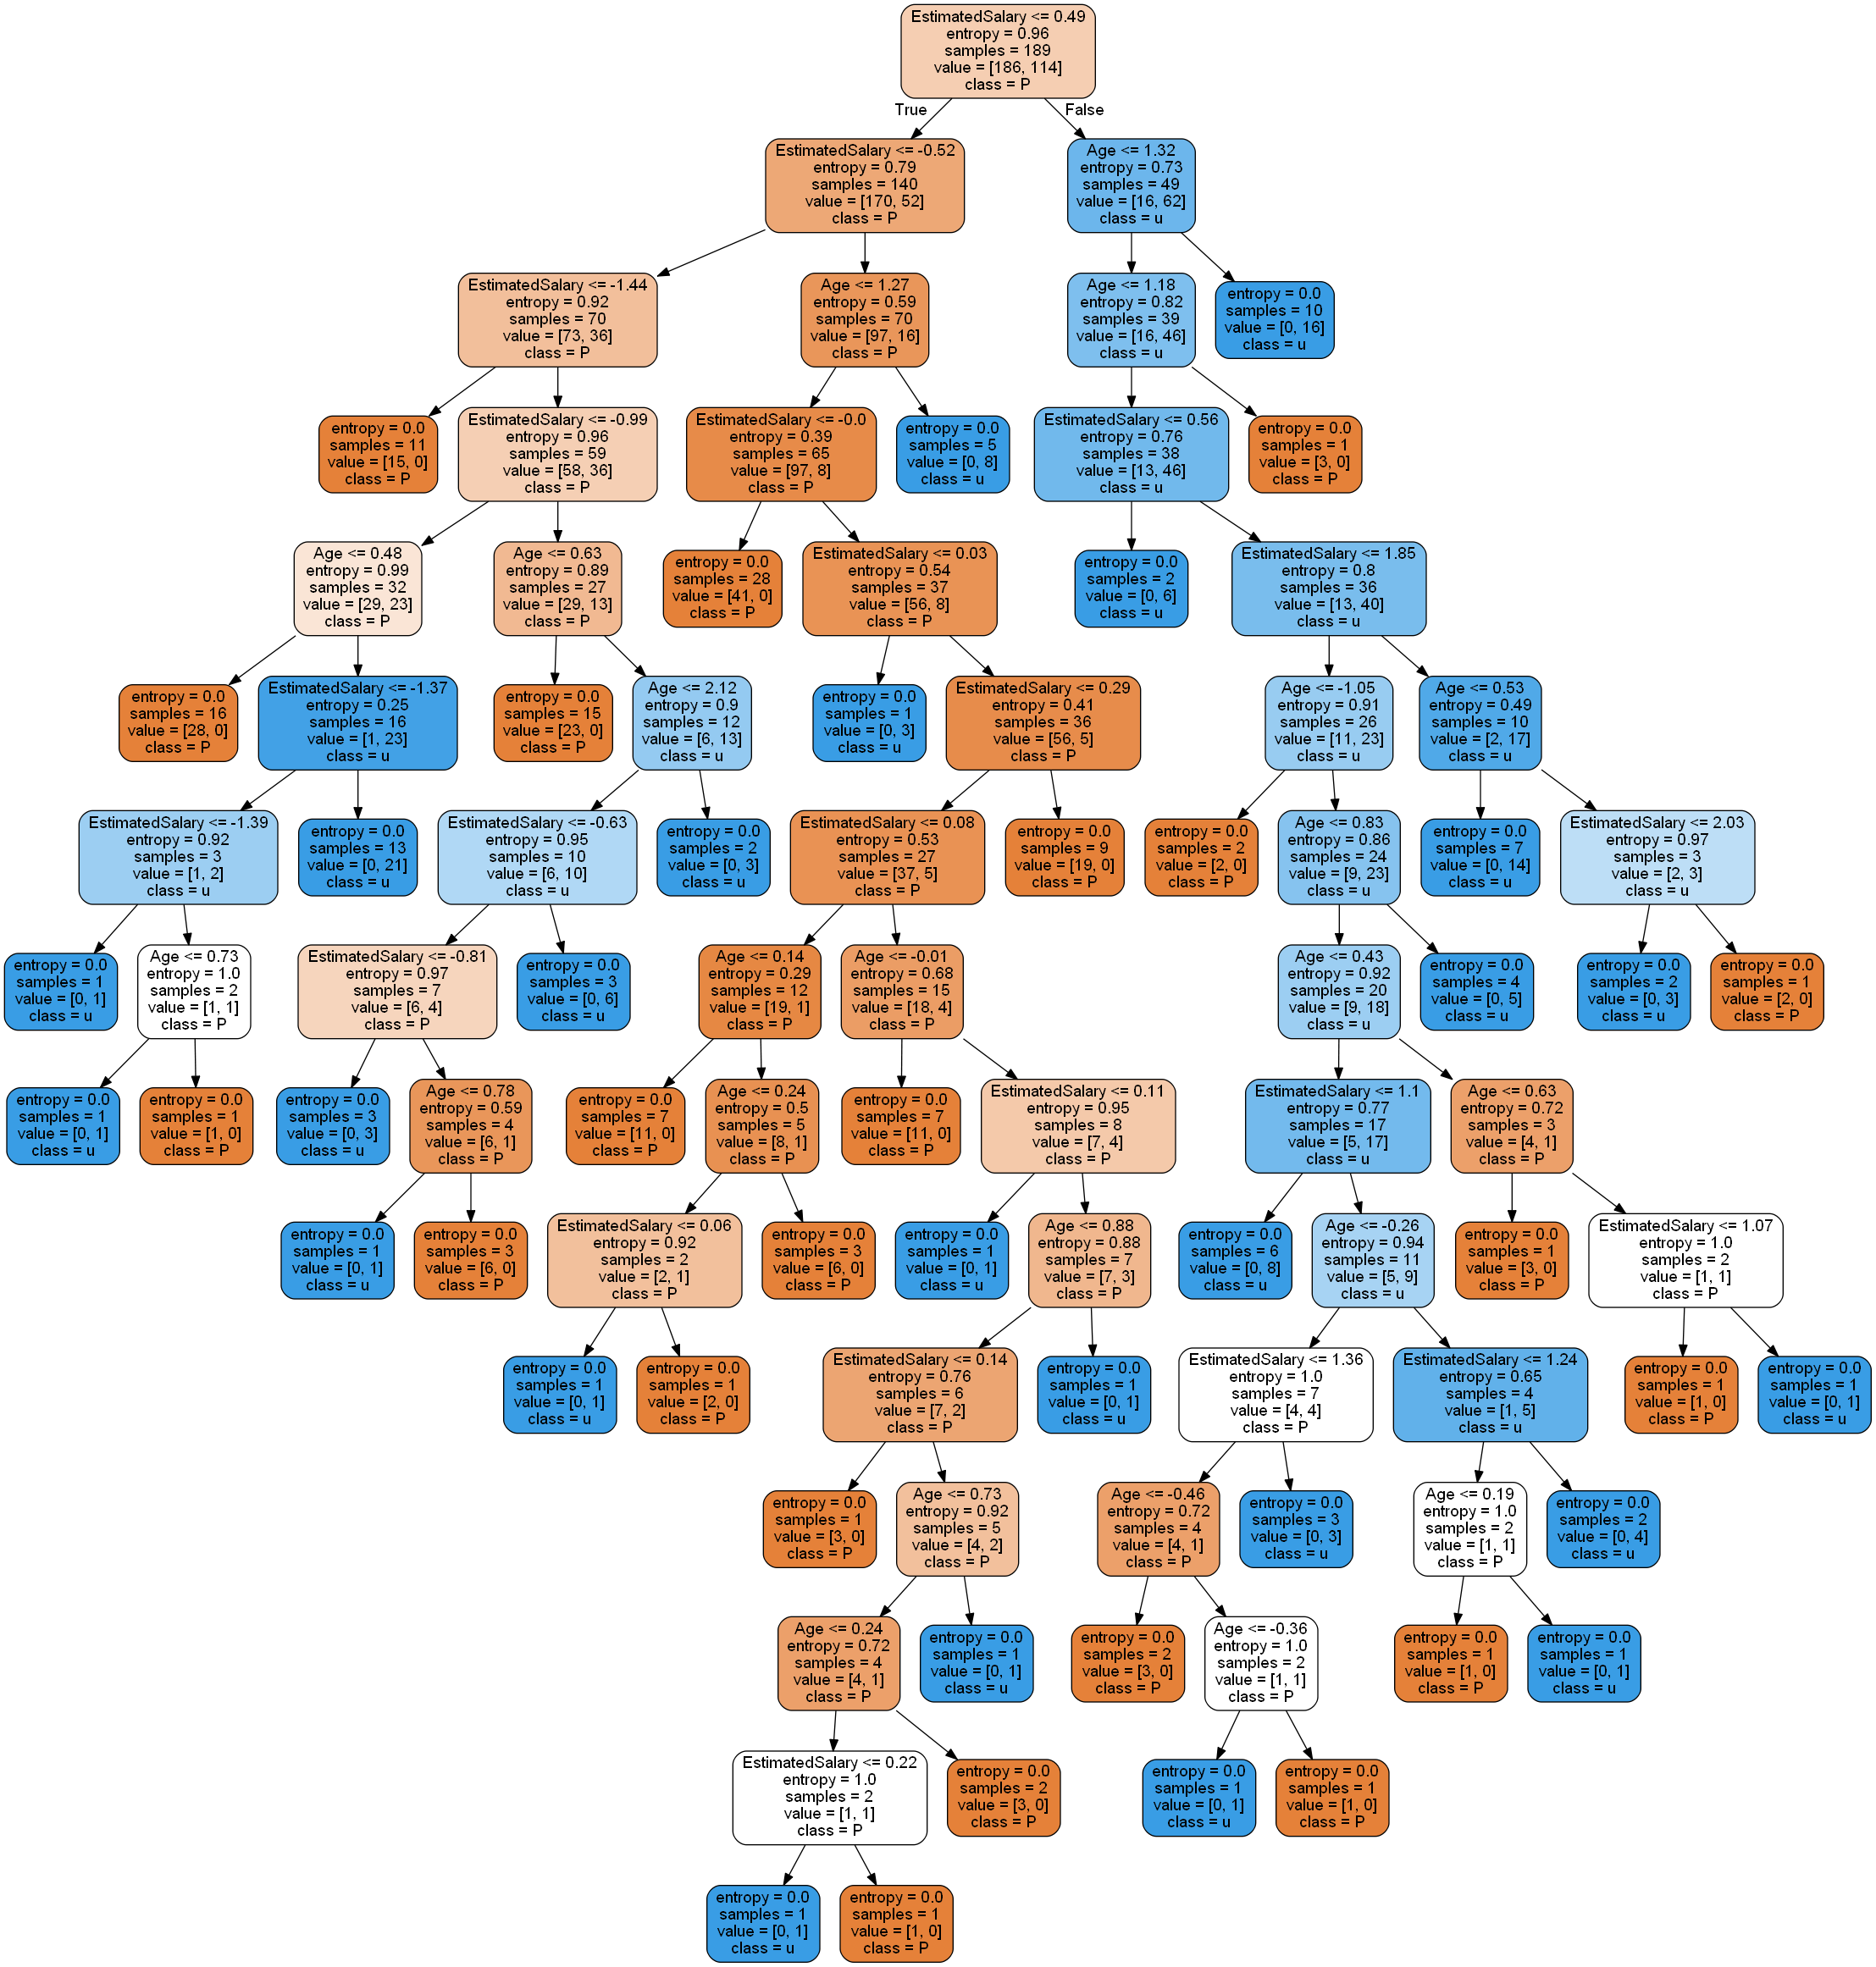 EstimatedSalary <= 0.49
entropy = 0.96
samples = 189
value = [186, 114]
class = P
True
False
EstimatedSalary <= -0.52
entropy = 0.79
samples = 140
value = [170, 52]
class = P
Age <= 1.32
entropy = 0.73
samples = 49
value = [16, 62]
class = u
EstimatedSalary <= -1.44
entropy = 0.92
samples = 70
value = [73, 36]
class = P
Age <= 1.27
entropy = 0.59
samples = 70
value = [97, 16]
class = P
Age <= 1.18
entropy = 0.82
samples = 39
value = [16, 46]
class = u
entropy = 0.0
samples = 10
value = [0, 16]
class = u
entropy = 0.0
samples = 11
value = [15, 0]
class = P
EstimatedSalary <= -0.99
entropy = 0.96
samples = 59
value = [58, 36]
class = P
EstimatedSalary <= -0.0
entropy = 0.39
samples = 65
value = [97, 8]
class = P
entropy = 0.0
samples = 5
value = [0, 8]
class = u
EstimatedSalary <= 0.56
entropy = 0.76
samples = 38
value = [13, 46]
class = u
entropy = 0.0
samples = 1
value = [3, 0]
class = P
Age <= 0.48
entropy = 0.99
samples = 32
value = [29, 23]
class = P
Age <= 0.63
entropy = 0.89
samples = 27
value = [29, 13]
class = P
entropy = 0.0
samples = 28
value = [41, 0]
class = P
EstimatedSalary <= 0.03
entropy = 0.54
samples = 37
value = [56, 8]
class = P
entropy = 0.0
samples = 2
value = [0, 6]
class = u
EstimatedSalary <= 1.85
entropy = 0.8
samples = 36
value = [13, 40]
class = u
entropy = 0.0
samples = 16
value = [28, 0]
class = P
EstimatedSalary <= -1.37
entropy = 0.25
samples = 16
value = [1, 23]
class = u
entropy = 0.0
samples = 15
value = [23, 0]
class = P
Age <= 2.12
entropy = 0.9
samples = 12
value = [6, 13]
class = u
entropy = 0.0
samples = 1
value = [0, 3]
class = u
EstimatedSalary <= 0.29
entropy = 0.41
samples = 36
value = [56, 5]
class = P
Age <= -1.05
entropy = 0.91
samples = 26
value = [11, 23]
class = u
Age <= 0.53
entropy = 0.49
samples = 10
value = [2, 17]
class = u
EstimatedSalary <= -1.39
entropy = 0.92
samples = 3
value = [1, 2]
class = u
entropy = 0.0
samples = 13
value = [0, 21]
class = u
EstimatedSalary <= -0.63
entropy = 0.95
samples = 10
value = [6, 10]
class = u
entropy = 0.0
samples = 2
value = [0, 3]
class = u
EstimatedSalary <= 0.08
entropy = 0.53
samples = 27
value = [37, 5]
class = P
entropy = 0.0
samples = 9
value = [19, 0]
class = P
entropy = 0.0
samples = 2
value = [2, 0]
class = P
Age <= 0.83
entropy = 0.86
samples = 24
value = [9, 23]
class = u
entropy = 0.0
samples = 7
value = [0, 14]
class = u
EstimatedSalary <= 2.03
entropy = 0.97
samples = 3
value = [2, 3]
class = u
entropy = 0.0
samples = 1
value = [0, 1]
class = u
Age <= 0.73
entropy = 1.0
samples = 2
value = [1, 1]
class = P
EstimatedSalary <= -0.81
entropy = 0.97
samples = 7
value = [6, 4]
class = P
entropy = 0.0
samples = 3
value = [0, 6]
class = u
Age <= 0.14
entropy = 0.29
samples = 12
value = [19, 1]
class = P
Age <= -0.01
entropy = 0.68
samples = 15
value = [18, 4]
class = P
Age <= 0.43
entropy = 0.92
samples = 20
value = [9, 18]
class = u
entropy = 0.0
samples = 4
value = [0, 5]
class = u
entropy = 0.0
samples = 2
value = [0, 3]
class = u
entropy = 0.0
samples = 1
value = [2, 0]
class = P
entropy = 0.0
samples = 1
value = [0, 1]
class = u
entropy = 0.0
samples = 1
value = [1, 0]
class = P
entropy = 0.0
samples = 3
value = [0, 3]
class = u
Age <= 0.78
entropy = 0.59
samples = 4
value = [6, 1]
class = P
entropy = 0.0
samples = 7
value = [11, 0]
class = P
Age <= 0.24
entropy = 0.5
samples = 5
value = [8, 1]
class = P
entropy = 0.0
samples = 7
value = [11, 0]
class = P
EstimatedSalary <= 0.11
entropy = 0.95
samples = 8
value = [7, 4]
class = P
EstimatedSalary <= 1.1
entropy = 0.77
samples = 17
value = [5, 17]
class = u
Age <= 0.63
entropy = 0.72
samples = 3
value = [4, 1]
class = P
entropy = 0.0
samples = 1
value = [0, 1]
class = u
entropy = 0.0
samples = 3
value = [6, 0]
class = P
EstimatedSalary <= 0.06
entropy = 0.92
samples = 2
value = [2, 1]
class = P
entropy = 0.0
samples = 3
value = [6, 0]
class = P
entropy = 0.0
samples = 1
value = [0, 1]
class = u
Age <= 0.88
entropy = 0.88
samples = 7
value = [7, 3]
class = P
entropy = 0.0
samples = 6
value = [0, 8]
class = u
Age <= -0.26
entropy = 0.94
samples = 11
value = [5, 9]
class = u
entropy = 0.0
samples = 1
value = [3, 0]
class = P
EstimatedSalary <= 1.07
entropy = 1.0
samples = 2
value = [1, 1]
class = P
entropy = 0.0
samples = 1
value = [0, 1]
class = u
entropy = 0.0
samples = 1
value = [2, 0]
class = P
EstimatedSalary <= 0.14
entropy = 0.76
samples = 6
value = [7, 2]
class = P
entropy = 0.0
samples = 1
value = [0, 1]
class = u
EstimatedSalary <= 1.36
entropy = 1.0
samples = 7
value = [4, 4]
class = P
EstimatedSalary <= 1.24
entropy = 0.65
samples = 4
value = [1, 5]
class = u
entropy = 0.0
samples = 1
value = [1, 0]
class = P
entropy = 0.0
samples = 1
value = [0, 1]
class = u
entropy = 0.0
samples = 1
value = [3, 0]
class = P
Age <= 0.73
entropy = 0.92
samples = 5
value = [4, 2]
class = P
Age <= -0.46
entropy = 0.72
samples = 4
value = [4, 1]
class = P
entropy = 0.0
samples = 3
value = [0, 3]
class = u
Age <= 0.19
entropy = 1.0
samples = 2
value = [1, 1]
class = P
entropy = 0.0
samples = 2
value = [0, 4]
class = u
Age <= 0.24
entropy = 0.72
samples = 4
value = [4, 1]
class = P
entropy = 0.0
samples = 1
value = [0, 1]
class = u
entropy = 0.0
samples = 2
value = [3, 0]
class = P
Age <= -0.36
entropy = 1.0
samples = 2
value = [1, 1]
class = P
entropy = 0.0
samples = 1
value = [1, 0]
class = P
entropy = 0.0
samples = 1
value = [0, 1]
class = u
EstimatedSalary <= 0.22
entropy = 1.0
samples = 2
value = [1, 1]
class = P
entropy = 0.0
samples = 2
value = [3, 0]
class = P
entropy = 0.0
samples = 1
value = [0, 1]
class = u
entropy = 0.0
samples = 1
value = [1, 0]
class = P
entropy = 0.0
samples = 1
value = [0, 1]
class = u
entropy = 0.0
samples = 1
value = [1, 0]
class = P